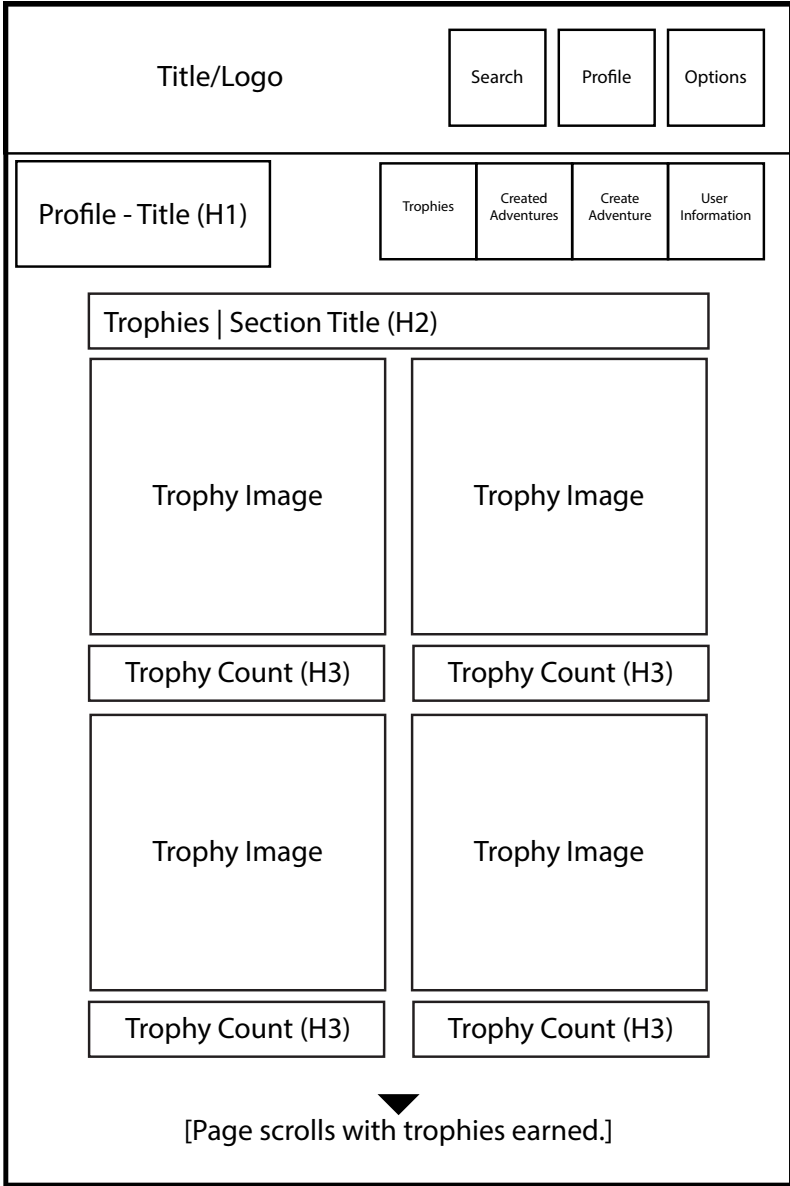 Title/Logo
Search
Profile
Options
Profile - Title (H1)
Trophies
Created
Adventures
Create
Adventure
User
Information
Trophies | Section Title (H2)
Trophy Image
Trophy Image
Trophy Count (H3)
Trophy Count (H3)
Trophy Image
Trophy Image
Trophy Count (H3)
Trophy Count (H3)
[Page scrolls with trophies earned.]